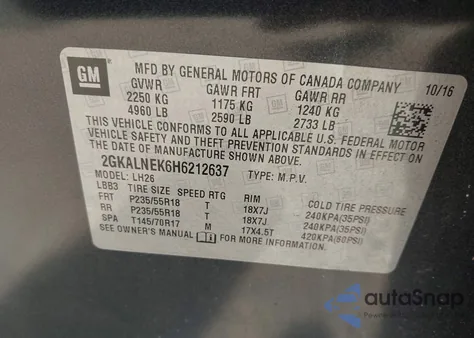 GM
MFD BY GENERAL MOTORS OF CANADA COMPANY 10/16
GVWR GAWR FRT GAWR RR
2250 KG 1175 KG 1240 KG
4960 LB 2590 LB 2733 LB
THIS VEHICLE CONFORMS TO ALL APPLICABLE U.S. FEDERAL MOTOR
VEHICLE SAFETY AND THEFT PREVENTION STANDARDS IN EFFECT ON
THE DATE OF MANUFACTURE SHOWN ABOVE.
2GKALNEK6H6212637 TYPE: M.P.V.
MODEL: LH26
LBB3 TIRE SIZE SPEED RTG RIM COLD TIRE PRESSURE
FRT P235/55R18 T 18X7J 240KPA(35PSI)
RR P235/55R18 T 18X7J 240KPA(35PSI)
SPA T145/70R17 M 17X4.5T 420KPA(60PSI)
SEE OWNER'S MANUAL FOR MORE INFORMATION.
autoSnap